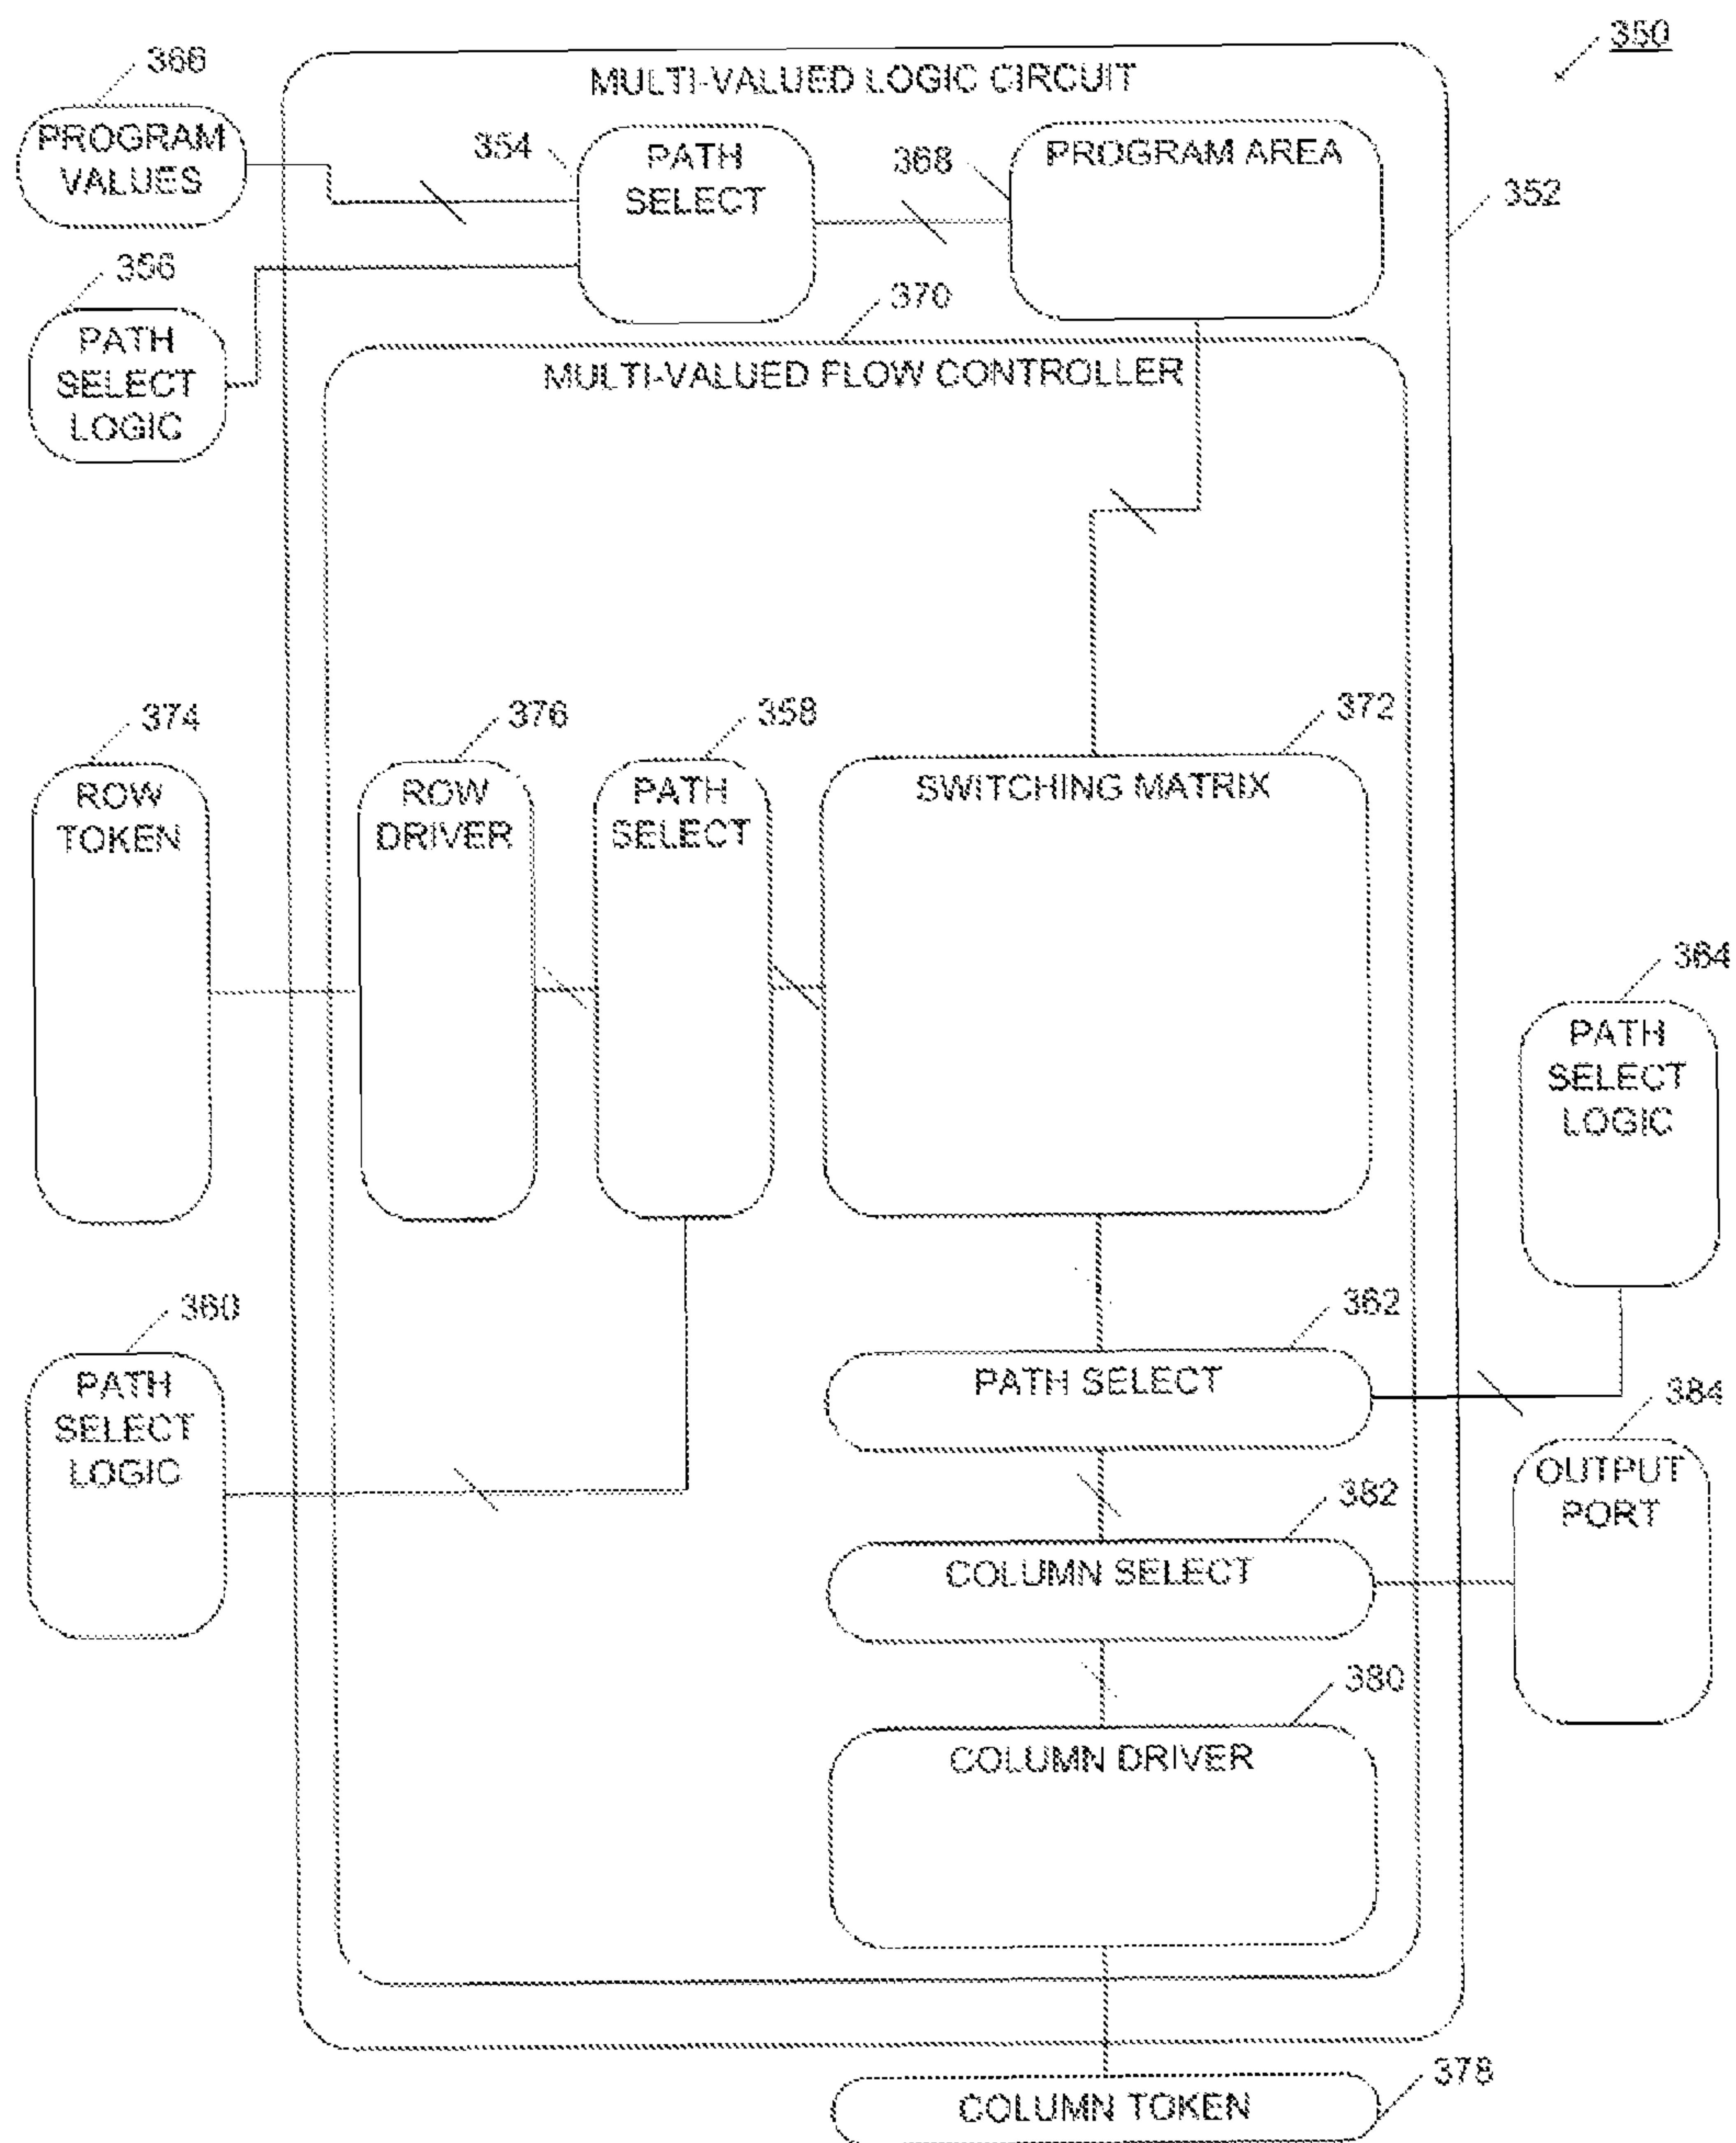 350
366
MULTI-VALUED LOGIC CIRCUIT
PROGRAM
VALUES
354
PATH
SELECT
368
PROGRAM AREA
352
356
PATH
SELECT
LOGIC
370
MULTI-VALUED FLOW CONTROLLER
374
ROW
TOKEN
376
ROW
DRIVER
358
PATH
SELECT
372
SWITCHING MATRIX
364
PATH
SELECT
LOGIC
360
PATH
SELECT
LOGIC
362
PATH SELECT
384
OUTPUT
PORT
382
COLUMN SELECT
380
COLUMN DRIVER
378
COLUMN TOKEN